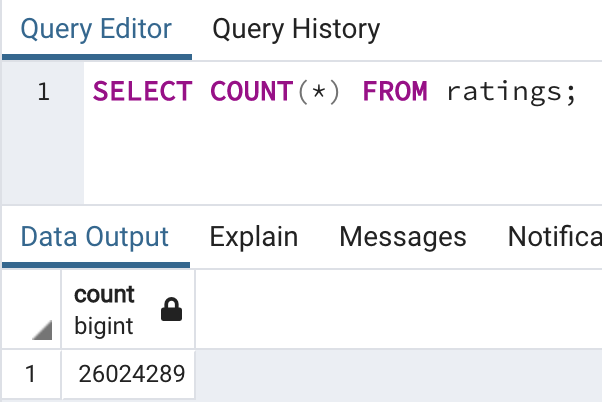 Query Editor Query History
1 SELECT COUNT(*) FROM ratings;
Data Output Explain Messages Notifica
count
bigint
1 26024289